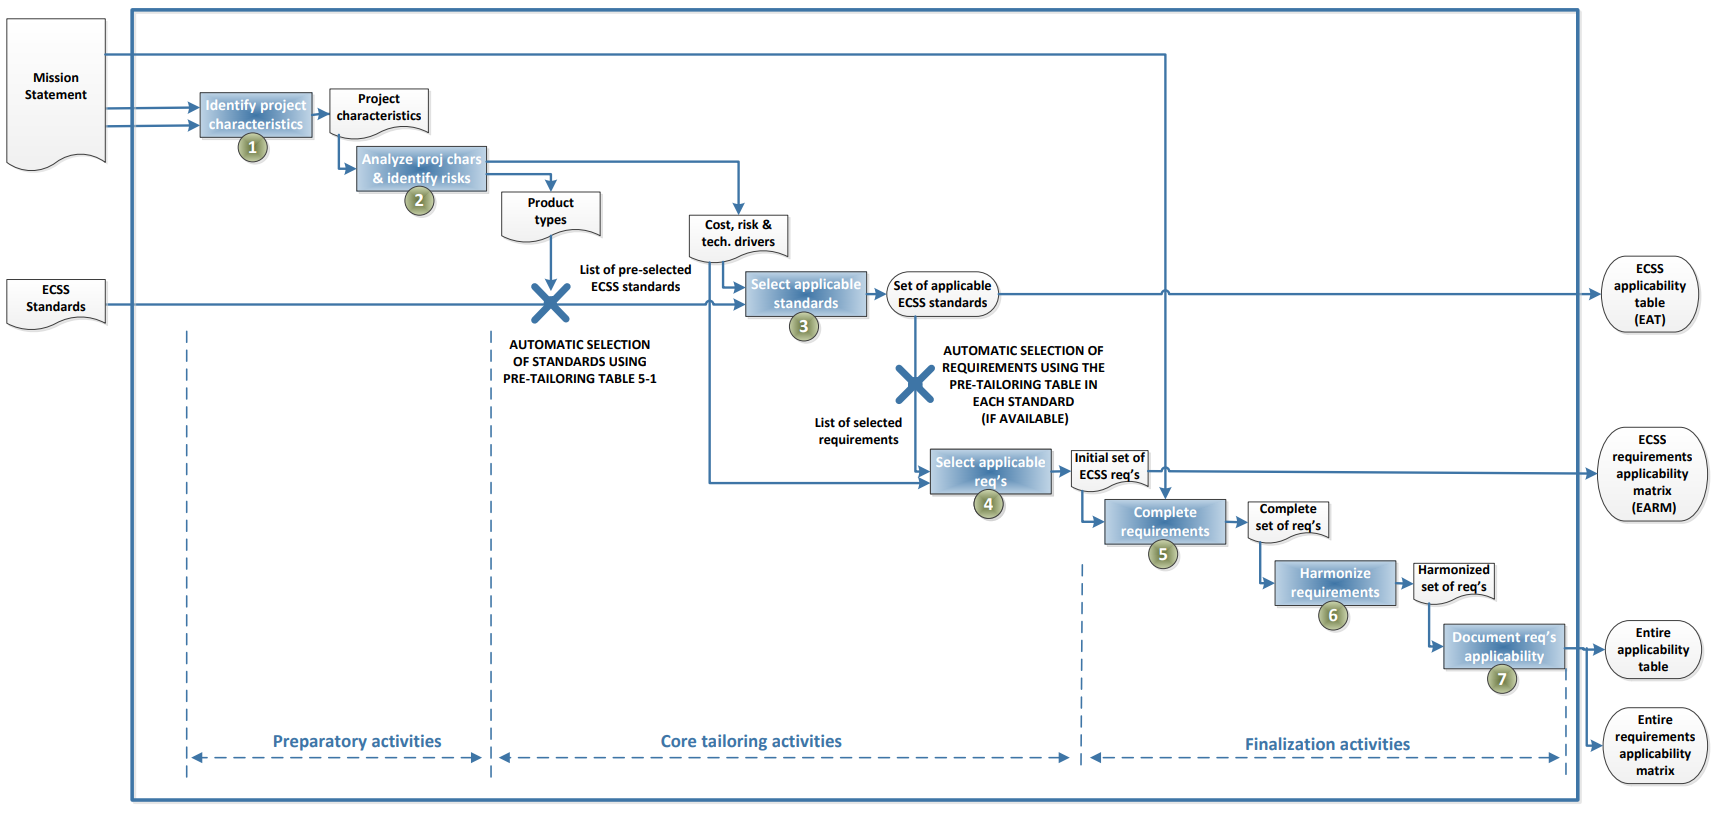 Mission
Statement
Identify project
characteristics
1
Project
characteristics
Analyze proj chars
& identify risks
2
Product
types
Cost, risk &
tech. drivers
ECSS
Standards
List of pre-selected
ECSS standards
Select applicable
standards
3
Set of applicable
ECSS standards
ECSS
applicability
table
(EAT)
AUTOMATIC SELECTION
OF STANDARDS USING
PRE-TAILORING TABLE 5-1
AUTOMATIC SELECTION OF
REQUIREMENTS USING THE
PRE-TAILORING TABLE IN
EACH STANDARD
(IF AVAILABLE)
List of selected
requirements
Select applicable
req's
4
Initial set of
ECSS req's
ECSS
requirements
applicability
matrix
(EARM)
Complete
requirements
5
Complete
set of req's
Harmonize
requirements
6
Harmonized
set of req's
Document req's
applicability
7
Entire
applicability
table
Entire
requirements
applicability
matrix
Preparatory activities
Core tailoring activities
Finalization activities